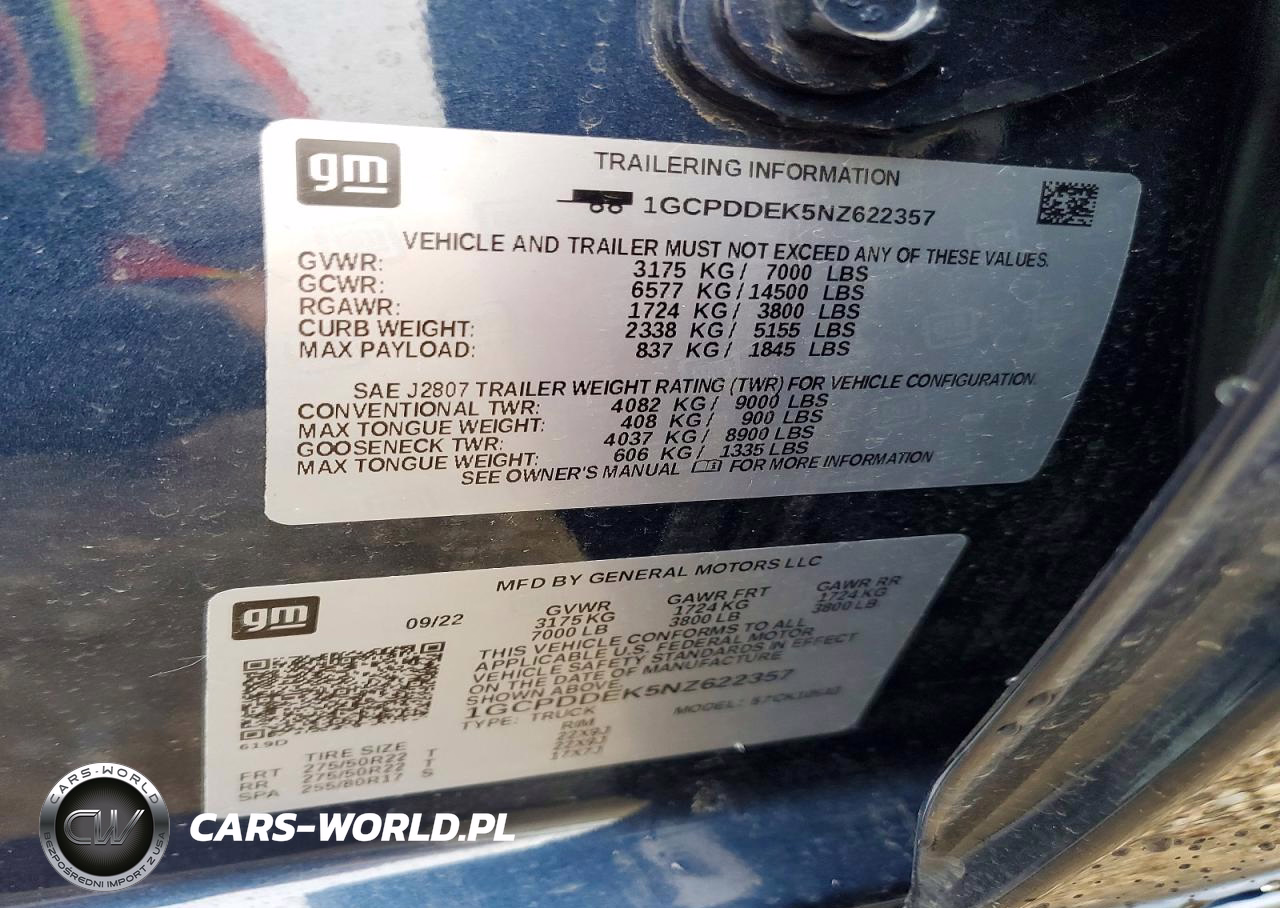 gm
TRAILERING INFORMATION
1GCPDDEK5NZ622357
VEHICLE AND TRAILER MUST NOT EXCEED ANY OF THESE VALUES.
GVWR: 3175 KG/ 7000 LBS
GCWR: 6577 KG/14500 LBS
RGAWR: 1724 KG/ 3800 LBS
CURB WEIGHT: 2338 KG/ 5155 LBS
MAX PAYLOAD: 837 KG/ 1845 LBS
SAE J2807 TRAILER WEIGHT RATING (TWR) FOR VEHICLE CONFIGURATION.
CONVENTIONAL TWR: 4082 KG/ 9000 LBS
MAX TONGUE WEIGHT: 408 KG/ 900 LBS
GOOSENECK TWR: 4037 KG/ 8900 LBS
MAX TONGUE WEIGHT: 606 KG/ 1335 LBS
SEE OWNER'S MANUAL FOR MORE INFORMATION
gm
MFD BY GENERAL MOTORS LLC
09/22
GVWR GAWR FRT GAWR RR
3175 KG 1724 KG 1724 KG
7000 LB 3800 LB 3800 LB
THIS VEHICLE CONFORMS TO ALL
APPLICABLE U.S. FEDERAL MOTOR
VEHICLE SAFETY STANDARDS IN EFFECT
ON THE DATE OF MANUFACTURE
SHOWN ABOVE
1GCPDDEK5NZ622357
TYPE: TRUCK MODEL:
619D
TIRE SIZE RIM
FRT 275/50R22 T 22X9J
RR 275/50R22 T 22X9J
SPA 255/80R17 S 17X7J
CARS-WORLD
CW
BEZPOŚREDNI IMPORT Z USA
CARS-WORLD.PL